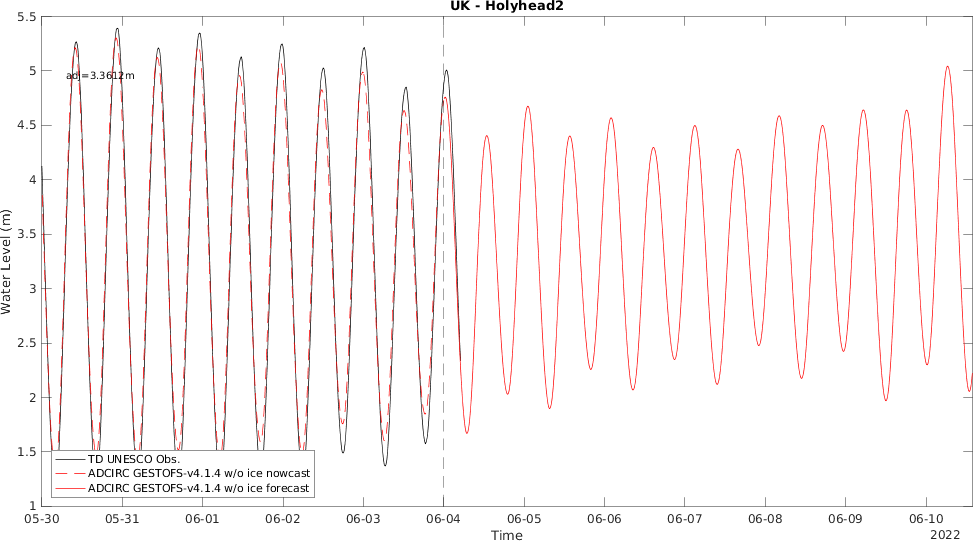 UK - Holyhead2
5.5
5
4.5
4
3.5
3
2.5
2
1.5
1
Water Level (m)
adj=3.3612m
TD UNESCO Obs.
ADCIRC GESTOFS-v4.1.4 w/o ice nowcast
ADCIRC GESTOFS-v4.1.4 w/o ice forecast
05-30 05-31 06-01 06-02 06-03 06-04 06-05 06-06 06-07 06-08 06-09 06-10
Time
2022